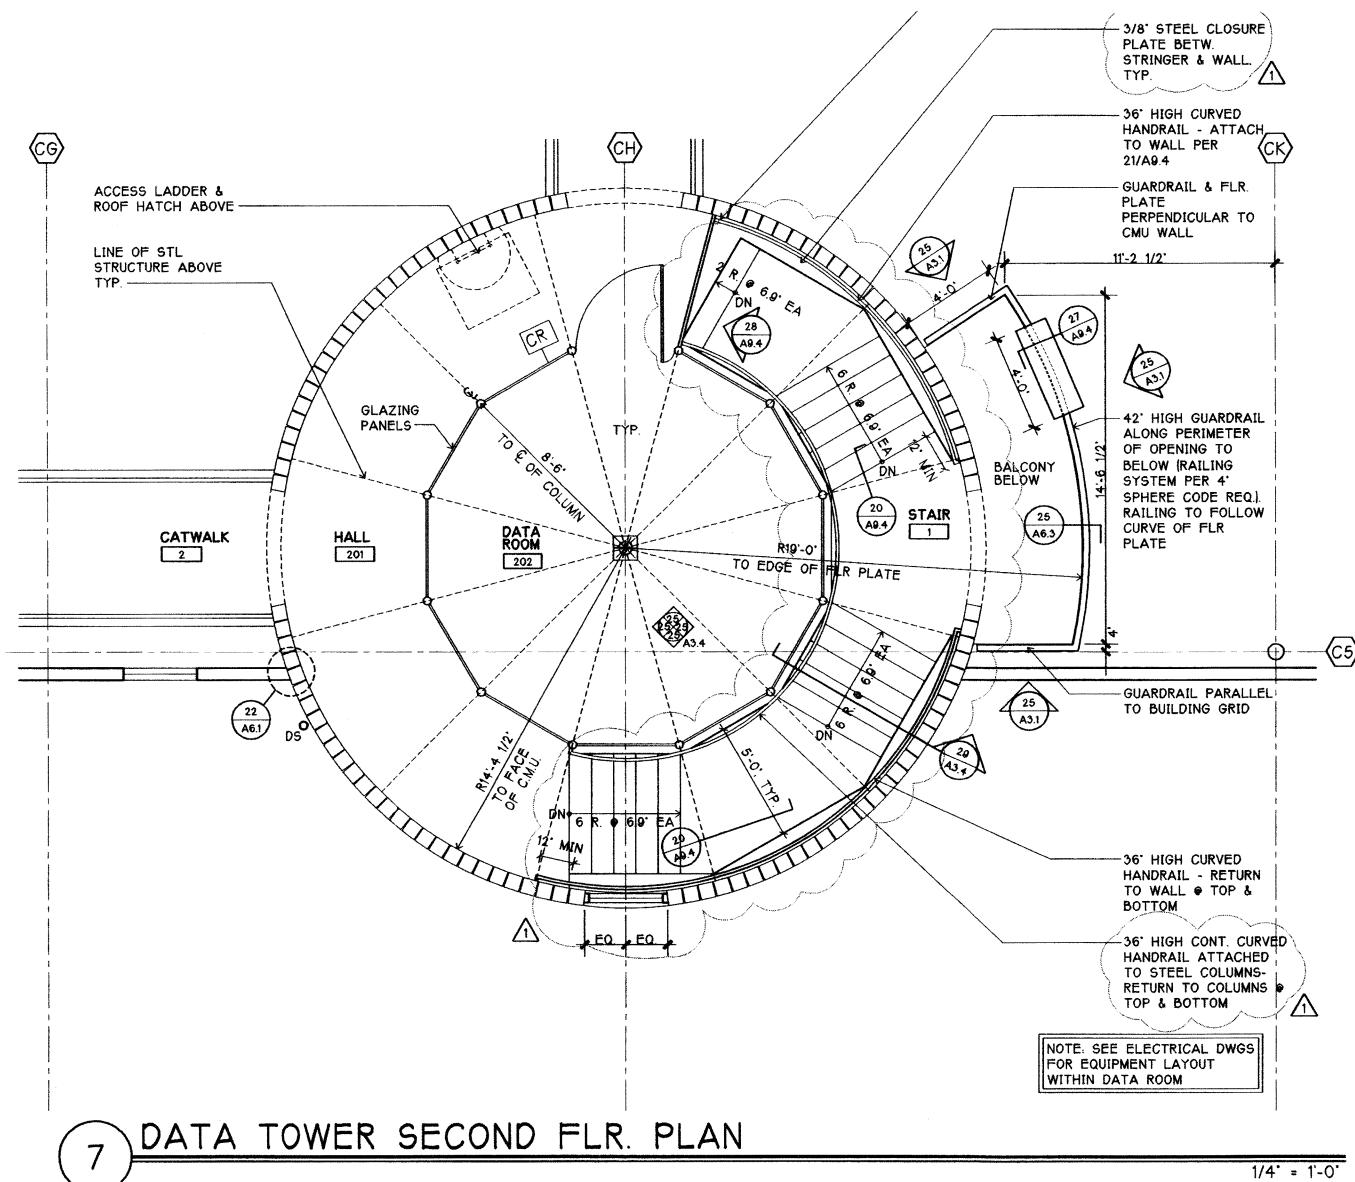 3/8" STEEL CLOSURE
PLATE BETW.
STRINGER & WALL.
TYP.
1
36" HIGH CURVED
HANDRAIL - ATTACH
TO WALL PER
21/A9.4
CG
CH
CK
ACCESS LADDER &
ROOF HATCH ABOVE
GUARDRAIL & FLR.
PLATE
PERPENDICULAR TO
CMU WALL
LINE OF STL
STRUCTURE ABOVE
TYP.
25
A3.1
11'-2 1/2"
4'-0"
2 R. @ 6.9" EA
DN
28
A9.4
27
A9.4
CR
25
A3.1
4'-0"
6 R @ 6.9" EA
DN
12" MIN
GLAZING
PANELS
3"
TYP.
8'-6"
TO ℄ OF COLUMN
42" HIGH GUARDRAIL
ALONG PERIMETER
OF OPENING TO
BELOW (RAILING
SYSTEM PER 4"
SPHERE CODE REQ.).
RAILING TO FOLLOW
CURVE OF FLR
PLATE
BALCONY
BELOW
14'-6 1/2"
20
A9.4
STAIR
1
25
A6.3
CATWALK
2
HALL
201
DATA
ROOM
202
R19'-0"
TO EDGE OF FLR PLATE
25
25 25
25
A3.4
4"
C5
6 R. @ 6.9" EA
DN
22
A6.1
DS
GUARDRAIL PARALLEL
TO BUILDING GRID
25
A3.1
29
A3.4
R14'-4 1/2"
TO FACE
OF C.M.U.
5'-0" TYP.
DN
6 R. @ 6.9" EA
12" MIN
20
A9.4
36" HIGH CURVED
HANDRAIL - RETURN
TO WALL @ TOP &
BOTTOM
1
EQ EQ
36" HIGH CONT. CURVED
HANDRAIL ATTACHED
TO STEEL COLUMNS-
RETURN TO COLUMNS @
TOP & BOTTOM
1
NOTE: SEE ELECTRICAL DWGS
FOR EQUIPMENT LAYOUT
WITHIN DATA ROOM
7
DATA TOWER SECOND FLR. PLAN
1/4" = 1'-0"